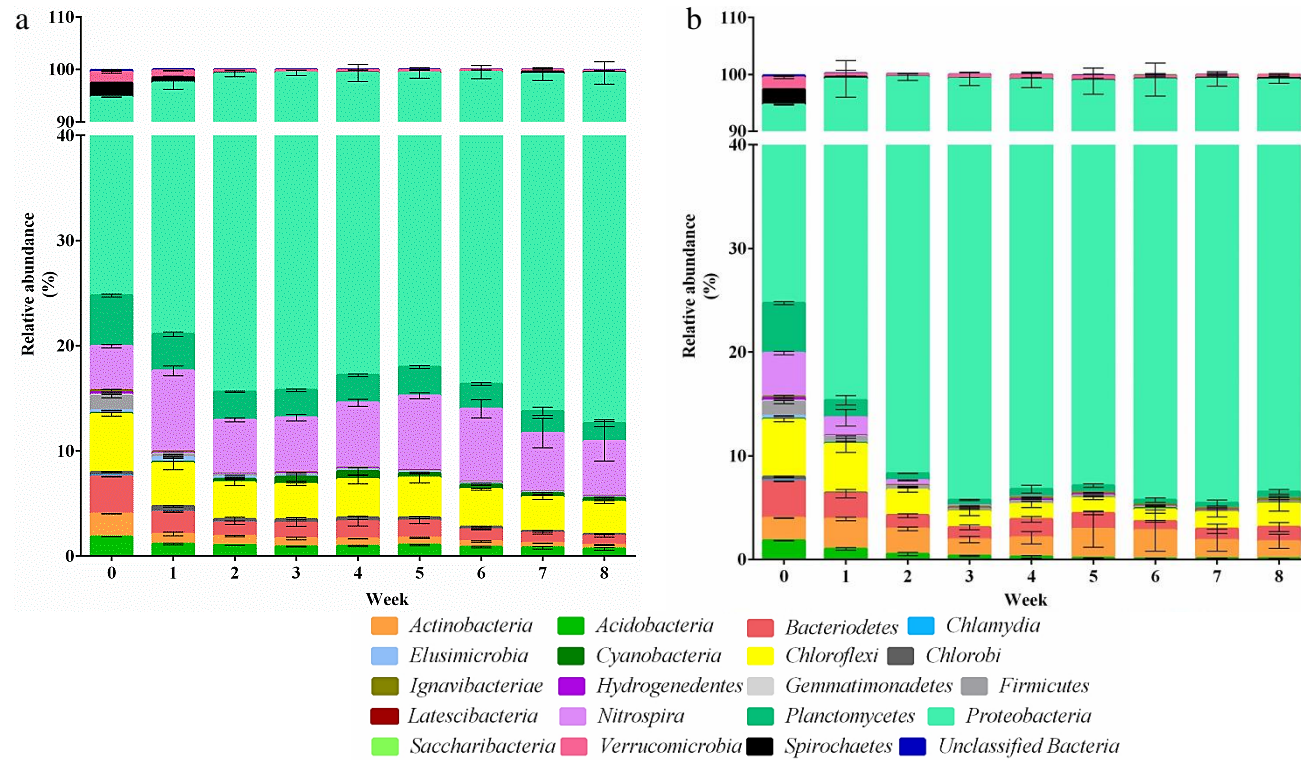 a
110
100
90
40
30
20
10
0
Relative abundance
(%)
0 1 2 3 4 5 6 7 8
Week
b
110
100
90
40
30
20
10
0
Relative abundance
(%)
0 1 2 3 4 5 6 7 8
Week
Actinobacteria Acidobacteria Bacteriodetes Chlamydia
Elusimicrobia Cyanobacteria Chloroflexi Chlorobi
Ignavibacteriae Hydrogenedentes Gemmatimonadetes Firmicutes
Latescibacteria Nitrospira Planctomycetes Proteobacteria
Saccharibacteria Verrucomicrobia Spirochaetes Unclassified Bacteria